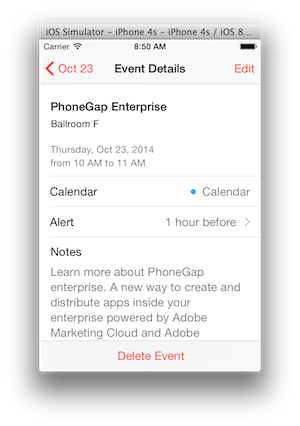 iOS Simulator - iPhone 4s - iPhone 4s / iOS 8...
Carrier 8:50 AM
Oct 23 Event Details Edit
PhoneGap Enterprise
Ballroom F
Thursday, Oct 23, 2014
from 10 AM to 11 AM
Calendar Calendar
Alert 1 hour before
Notes
Learn more about PhoneGap
enterprise. A new way to create and
distribute apps inside your
enterprise powered by Adobe
Marketing Cloud and Adobe
Delete Event